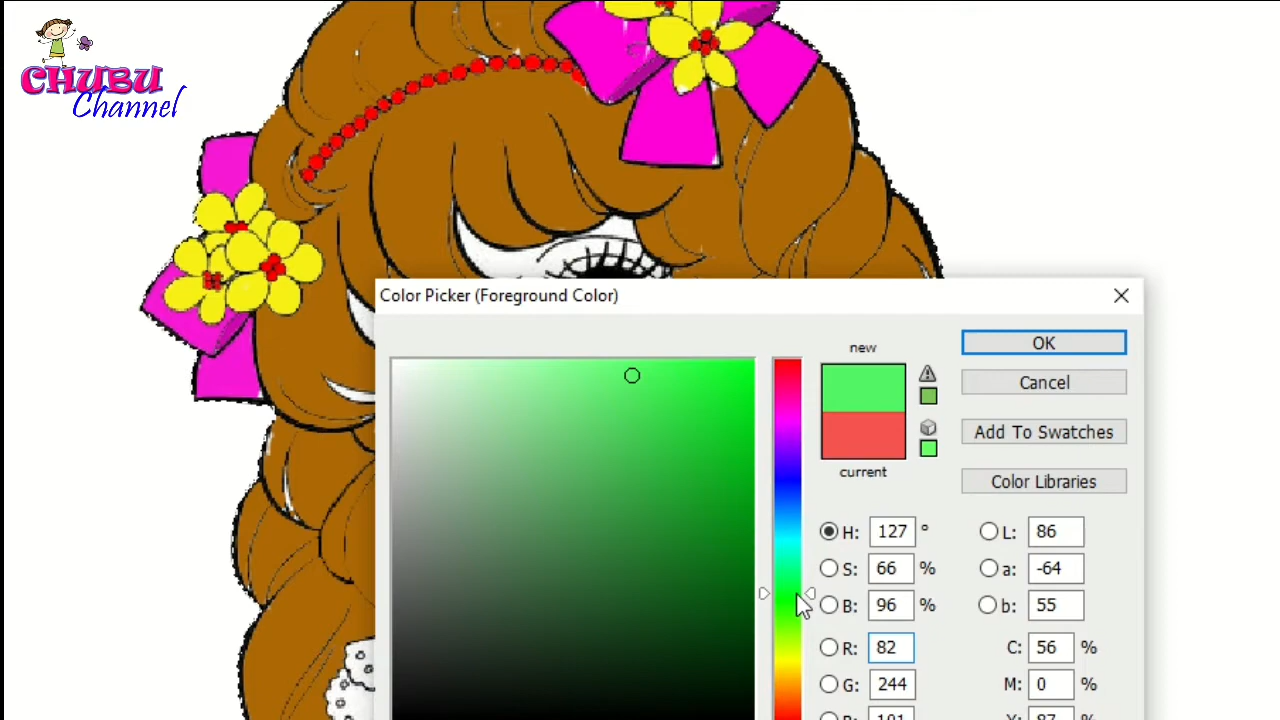 CHUBU
Channel
Color Picker (Foreground Color)
new
current
OK
Cancel
Add To Swatches
Color Libraries
H: 127 °
L: 86
S: 66 %
a: -64
B: 96 %
b: 55
R: 82
C: 56 %
G: 244
M: 0 %